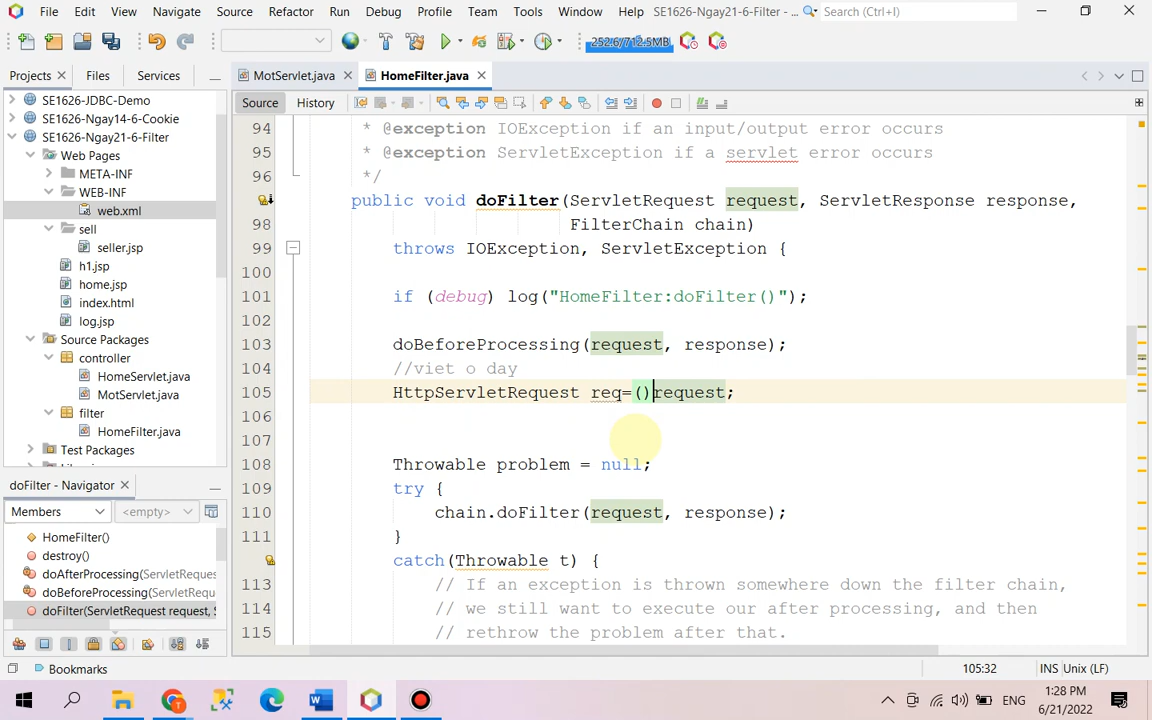 File Edit View Navigate Source Refactor Run Debug Profile Team Tools Window Help SE1626-Ngay21-6-Filter - ... Search (Ctrl+I)
252.6/712.5MB
Projects Files Services
MotServlet.java HomeFilter.java
Source History
SE1626-JDBC-Demo
SE1626-Ngay14-6-Cookie
SE1626-Ngay21-6-Filter
Web Pages
META-INF
WEB-INF
web.xml
sell
seller.jsp
h1.jsp
home.jsp
index.html
log.jsp
Source Packages
controller
HomeServlet.java
MotServlet.java
filter
HomeFilter.java
Test Packages
doFilter - Navigator
Members <empty>
HomeFilter()
destroy()
doAfterProcessing(ServletReques
doBeforeProcessing(ServletRequ
doFilter(ServletRequest request, S
94 * @exception IOException if an input/output error occurs
95 * @exception ServletException if a servlet error occurs
96 */
public void doFilter(ServletRequest request, ServletResponse response,
98 FilterChain chain)
99 throws IOException, ServletException {
100
101 if (debug) log("HomeFilter:doFilter()");
102
103 doBeforeProcessing(request, response);
104 //viet o day
105 HttpServletRequest req=()request;
106
107
108 Throwable problem = null;
109 try {
110 chain.doFilter(request, response);
111 }
catch(Throwable t) {
113 // If an exception is thrown somewhere down the filter chain,
114 // we still want to execute our after processing, and then
115 // rethrow the problem after that.
Bookmarks
105:32 INS Unix (LF)
ENG 1:28 PM
6/21/2022